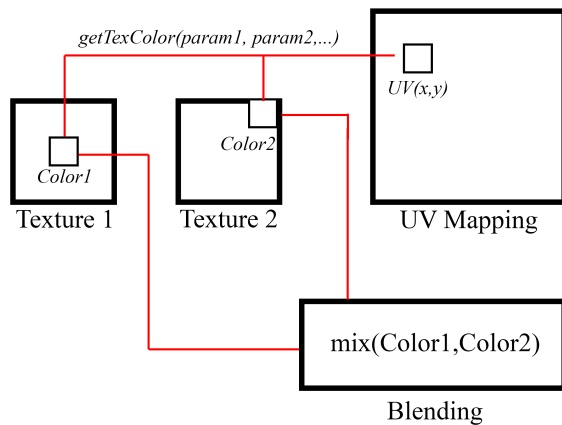 getTexColor(param1, param2,...)
UV(x,y)
Color1
Color2
Texture 1
Texture 2
UV Mapping
mix(Color1,Color2)
Blending